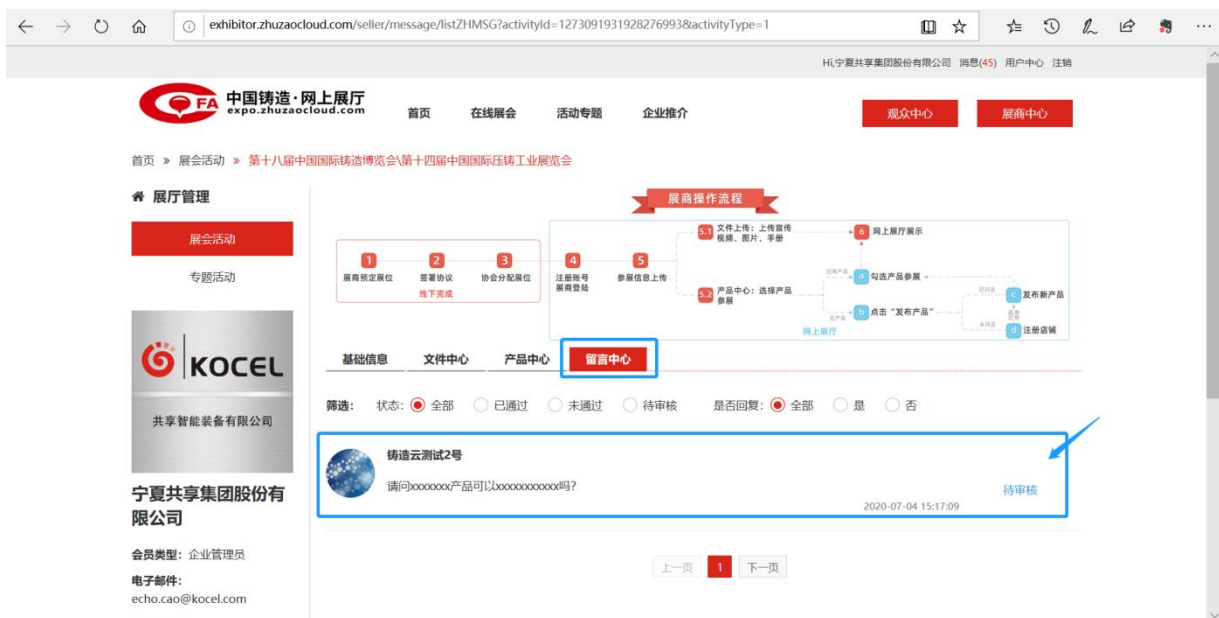 exhibitor.zhuzaocloud.com/seller/message/listZHMSG?activityId=1273091931928276993&activityType=1
Hi,宁夏共享集团股份有限公司 消息(45) 用户中心 注销
FA 中国铸造·网上展厅
expo.zhuzaocloud.com
首页 在线展会 活动专题 企业推介 观众中心 展商中心
首页 » 展会活动 » 第十八届中国国际铸造博览会\第十四届中国国际压铸工业展览会
展厅管理
展会活动
专题活动
展商操作流程
1 展商预定展位
2 签署协议
线下完成
3 协会分配展位
4 注册账号
展商登陆
5 参展信息上传
5.1 文件上传:上传宣传
视频、图片、手册
5.2 产品中心:选择产品
参展
6 网上展厅展示
已有产品
a 勾选产品参展
无产品
b 点击“发布产品”
已开店
c 发布新产品
未开店
d 注册店铺
网上展厅
基础信息 文件中心 产品中心 留言中心
筛选: 状态: 全部 已通过 未通过 待审核 是否回复: 全部 是 否
铸造云测试2号
请问xxxxxxx产品可以xxxxxxxxxxx吗?
待审核
2020-07-04 15:17:09
上一页 1 下一页
KOCEL
共享智能装备有限公司
宁夏共享集团股份有
限公司
会员类型: 企业管理员
电子邮件:
echo.cao@kocel.com